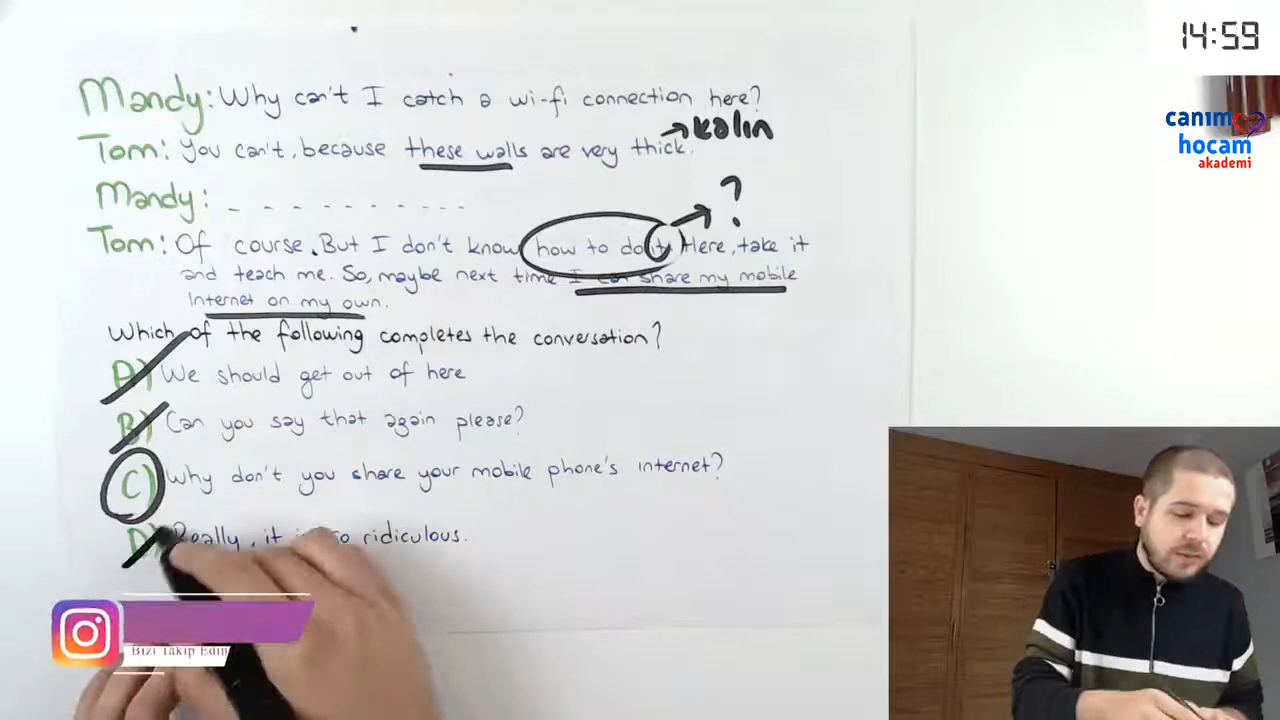 14:59
canım
hocam
akademi
Mandy: Why can't I catch a wi-fi connection here?
Tom: You can't, because these walls are very thick. → kalın
Mandy: _ _ _ _ _ _ _ _ _ _ _
Tom: Of course. But I don't know how to do it. Here, take it → ?
and teach me. So, maybe next time I can share my mobile
Internet on my own.
Which of the following completes the conversation?
A) We should get out of here
B) Can you say that again please?
C) Why don't you share your mobile phone's internet?
D) Really, it is so ridiculous.
Bizi Takip Edin